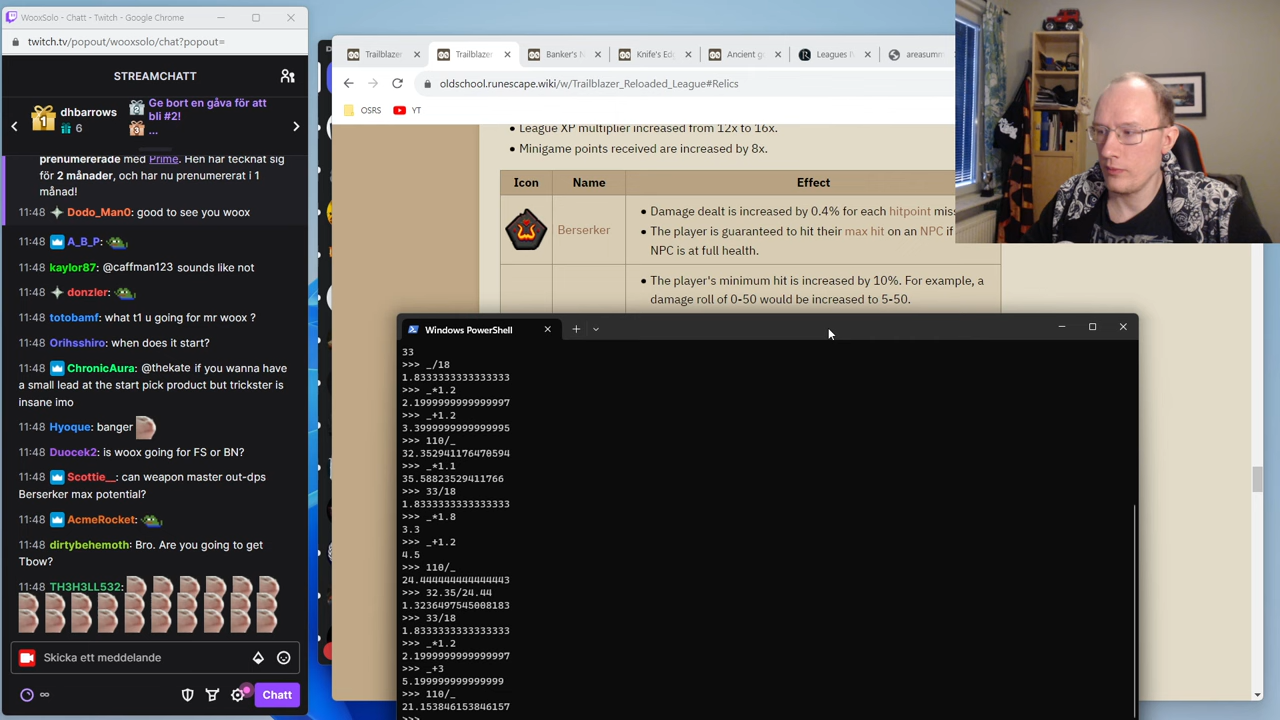 WooxSolo - Chatt - Twitch - Google Chrome
twitch.tv/popout/wooxsolo/chat?popout=
STREAMCHATT
dhbarrows
6
1
2
Ge bort en gåva för att
bli #2!
...
prenumererade med Prime. Hen har tecknat sig
för 2 månader, och har nu prenumererat i 1
månad!
11:48 Dodo_Man0: good to see you woox
11:48 A_B_P:
11:48 kaylor87: @caffman123 sounds like not
11:48 donzler:
11:48 totobamf: what t1 u going for mr woox ?
11:48 Orihsshiro: when does it start?
11:48 ChronicAura: @thekate if you wanna have
a small lead at the start pick product but trickster is
insane imo
11:48 Hyoque: banger
11:48 Duocek2: is woox going for FS or BN?
11:48 Scottie__: can weapon master out-dps
Berserker max potential?
11:48 AcmeRocket:
11:48 dirtybehemoth: Bro. Are you going to get
Tbow?
11:48 TH3H3LL532:
Skicka ett meddelande
∞
Chatt
Trailblazer
Trailblazer
Banker's N
Knife's Ed
Ancient g
Leagues
areasumm
oldschool.runescape.wiki/w/Trailblazer_Reloaded_League#Relics
OSRS
YT
League XP multiplier increased from 12x to 16x.
Minigame points received are increased by 8x.
Icon Name Effect
Berserker
Damage dealt is increased by 0.4% for each hitpoint mis
The player is guaranteed to hit their max hit on an NPC if
NPC is at full health.
The player's minimum hit is increased by 10%. For example, a
damage roll of 0-50 would be increased to 5-50.
Windows PowerShell
33
>>> _/18
1.8333333333333333
>>> _*1.2
2.1999999999999997
>>> _+1.2
3.3999999999999995
>>> 110/_
32.352941176470594
>>> _*1.1
35.58823529411766
>>> 33/18
1.8333333333333333
>>> _*1.8
3.3
>>> _+1.2
4.5
>>> 110/_
24.444444444444443
>>> 32.35/24.44
1.3236497545008183
>>> 33/18
1.8333333333333333
>>> _*1.2
2.1999999999999997
>>> _+3
5.199999999999999
>>> 110/_
21.153846153846157
>>>